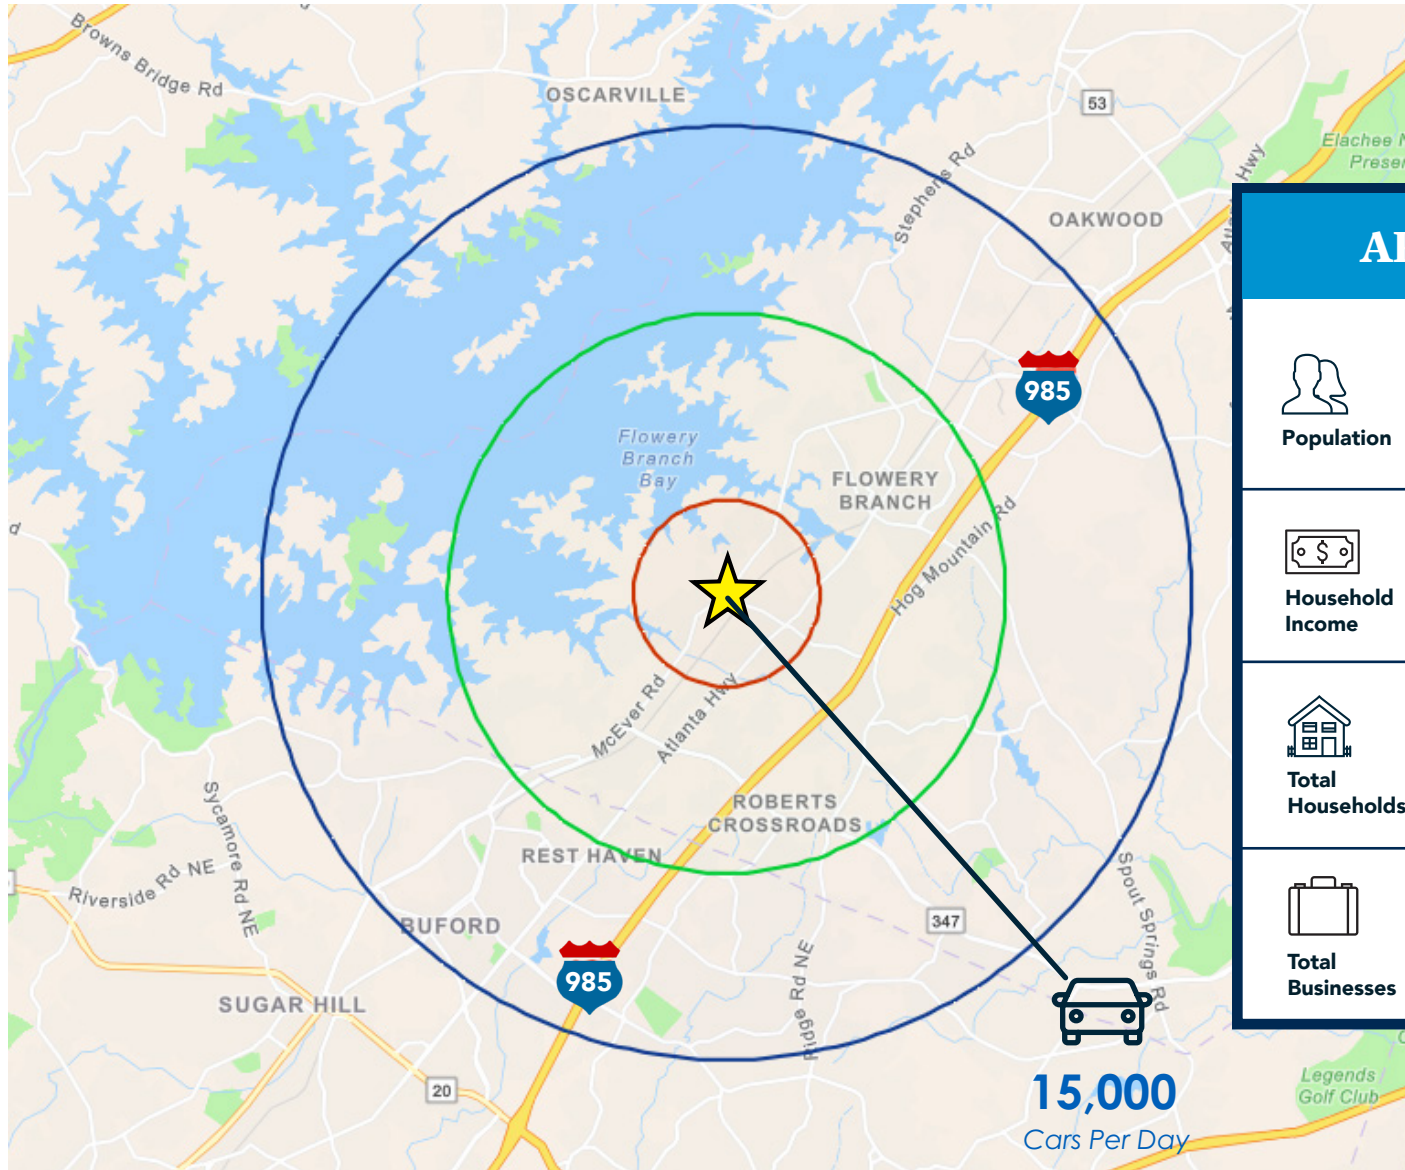 Browns Bridge Rd
OSCARVILLE
53
Stephens Rd
OAKWOOD
985
Flowery
Branch
Bay
FLOWERY
BRANCH
Hog Mountain Rd
McEver Rd
Atlanta Hwy
ROBERTS
CROSSROADS
REST HAVEN
Sycamore Rd NE
Riverside Rd NE
BUFORD
347
Spout Springs Rd
985
SUGAR HILL
Ridge Rd NE
20
15,000
Cars Per Day
Legends
Golf Club
Elachee
Population
Household
Income
Total
Households
Total
Businesses